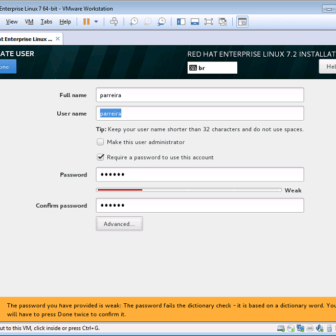 Enterprise Linux 7 64-bit - VMware Workstation
View VM Tabs Help
Enterprise Linux 7 ...
ATE USER
RED HAT ENTERPRISE LINUX 7.2 INSTALLAT
br
Hel
Full name
parreira
User name
parreira
Tip: Keep your user name shorter than 32 characters and do not use spaces.
Make this user administrator
Require a password to use this account
Password
••••••
Weak
Confirm password
••••••
Advanced...
The password you have provided is weak: The password fails the dictionary check - it is based on a dictionary word. You
will have to press Done twice to confirm it.
ut to this VM, click inside or press Ctrl+G.